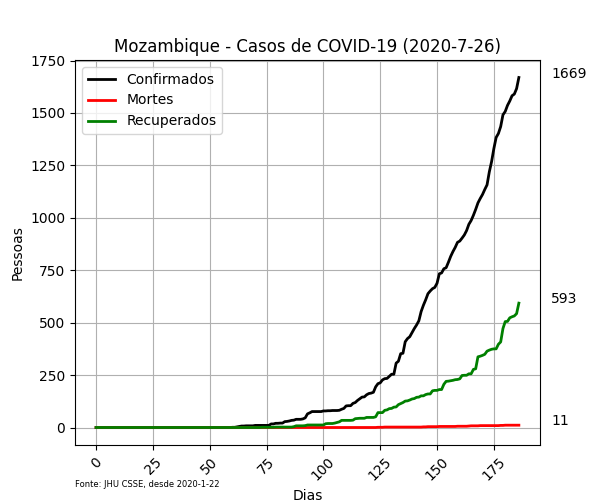 Mozambique - Casos de COVID-19 (2020-7-26)
Confirmados
Mortes
Recuperados
Pessoas
1750
1500
1250
1000
750
500
250
0
1669
593
11
0
25
50
75
100
125
150
175
Fonte: JHU CSSE, desde 2020-1-22
Dias